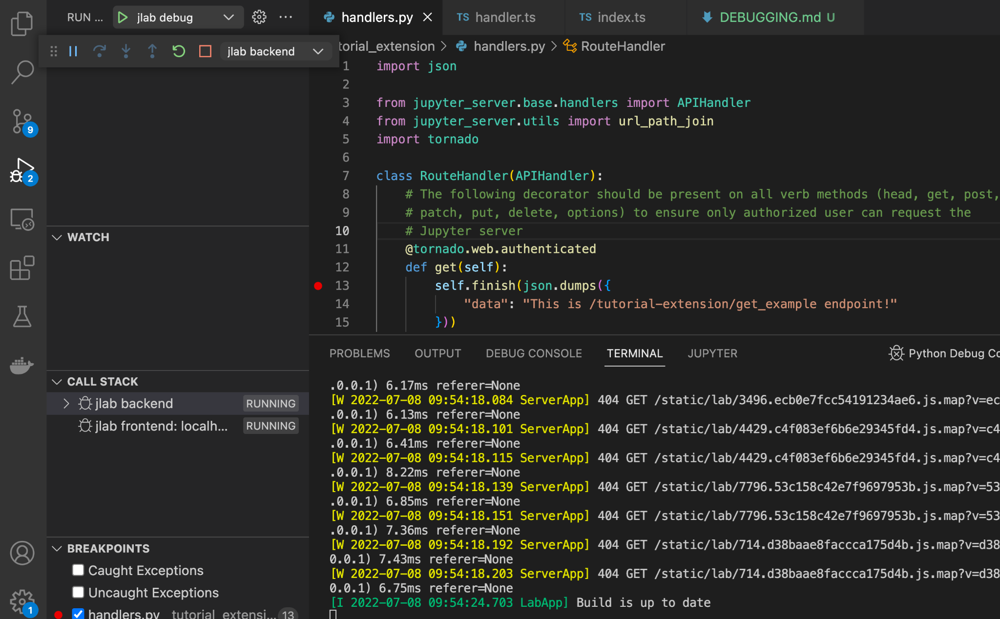 RUN ... jlab debug
jlab backend
handlers.py
TS handler.ts
TS index.ts
DEBUGGING.md U
torial_extension > handlers.py > RouteHandler
1 import json
2
3 from jupyter_server.base.handlers import APIHandler
4 from jupyter_server.utils import url_path_join
5 import tornado
6
7 class RouteHandler(APIHandler):
8 # The following decorator should be present on all verb methods (head, get, post,
9 # patch, put, delete, options) to ensure only authorized user can request the
10 # Jupyter server
11 @tornado.web.authenticated
12 def get(self):
13 self.finish(json.dumps({
14 "data": "This is /tutorial-extension/get_example endpoint!"
15 }))
9
2
1
WATCH
CALL STACK
jlab backend RUNNING
jlab frontend: localh... RUNNING
BREAKPOINTS
Caught Exceptions
Uncaught Exceptions
handlers.py tutorial_extensi... 13
PROBLEMS OUTPUT DEBUG CONSOLE TERMINAL JUPYTER
Python Debug Co
.0.0.1) 6.17ms referer=None
[W 2022-07-08 09:54:18.084 ServerApp] 404 GET /static/lab/3496.ecb0e7fcc54191234ae6.js.map?v=ec
.0.0.1) 6.13ms referer=None
[W 2022-07-08 09:54:18.101 ServerApp] 404 GET /static/lab/4429.c4f083ef6b6e29345fd4.js.map?v=c4
.0.0.1) 6.41ms referer=None
[W 2022-07-08 09:54:18.115 ServerApp] 404 GET /static/lab/4429.c4f083ef6b6e29345fd4.js.map?v=c4
.0.0.1) 8.22ms referer=None
[W 2022-07-08 09:54:18.139 ServerApp] 404 GET /static/lab/7796.53c158c42e7f9697953b.js.map?v=53
.0.0.1) 6.85ms referer=None
[W 2022-07-08 09:54:18.151 ServerApp] 404 GET /static/lab/7796.53c158c42e7f9697953b.js.map?v=53
.0.0.1) 7.36ms referer=None
[W 2022-07-08 09:54:18.192 ServerApp] 404 GET /static/lab/714.d38baae8faccca175d4b.js.map?v=d38
0.0.1) 7.43ms referer=None
[W 2022-07-08 09:54:18.203 ServerApp] 404 GET /static/lab/714.d38baae8faccca175d4b.js.map?v=d38
0.0.1) 6.75ms referer=None
[I 2022-07-08 09:54:24.703 LabApp] Build is up to date